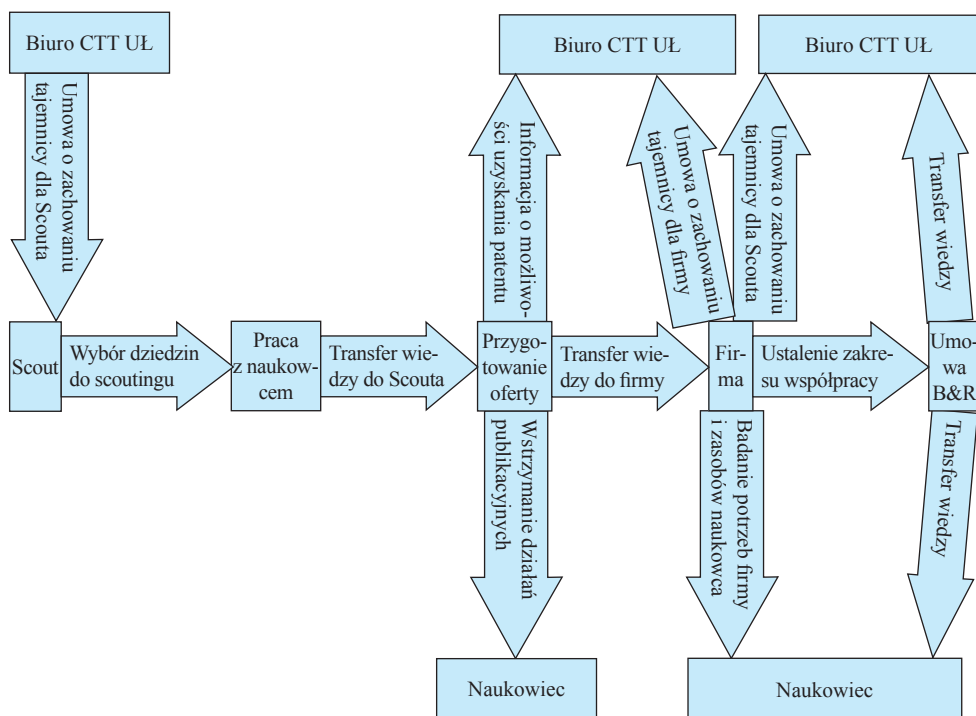 Biuro CTT UŁ
Biuro CTT UŁ
Biuro CTT UŁ
Umowa o zachowaniu
tajemnicy dla Scouta
Informacja o możliwo-
ści uzyskania patentu
Umowa o zachowaniu
tajemnicy dla firmy
Umowa o zachowaniu
tajemnicy dla Scouta
Transfer wiedzy
Scout
Wybór dziedzin
do scoutingu
Praca
z naukow-
cem
Transfer wie-
dzy do Scouta
Przygo-
towanie
oferty
Transfer wie-
dzy do firmy
Fir-
ma
Ustalenie zakre-
su współpracy
Umo-
wa
B&R
Wstrzymanie działań
publikacyjnych
Badanie potrzeb firmy
i zasobów naukowca
Transfer wiedzy
Naukowiec
Naukowiec